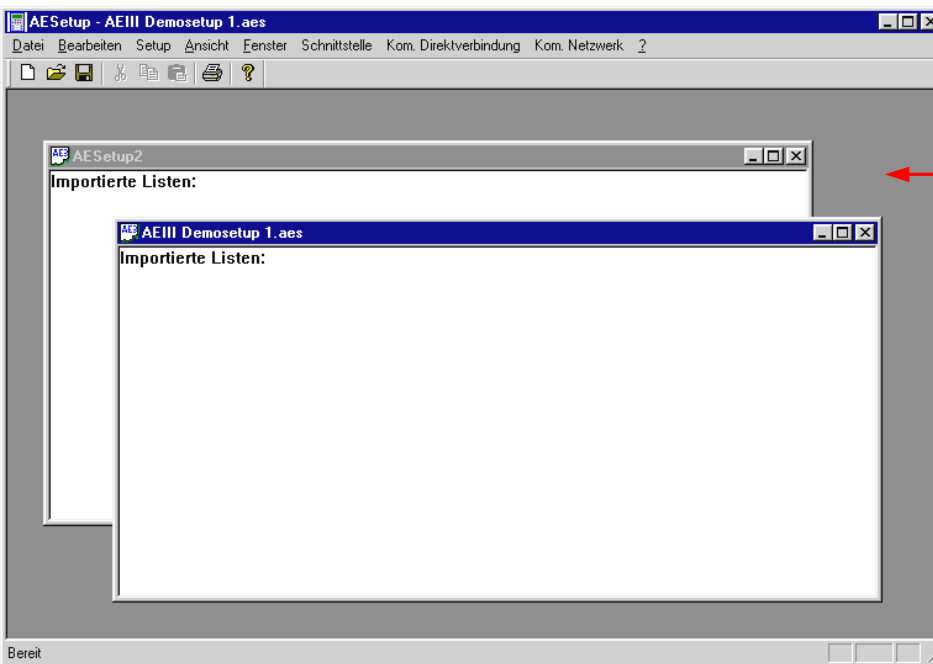 AESetup - AEIII Demosetup 1.aes
Datei Bearbeiten Setup Ansicht Fenster Schnittstelle Kom. Direktverbindung Kom. Netzwerk ?
AESetup2
Importierte Listen:
AEIII Demosetup 1.aes
Importierte Listen:
Bereit